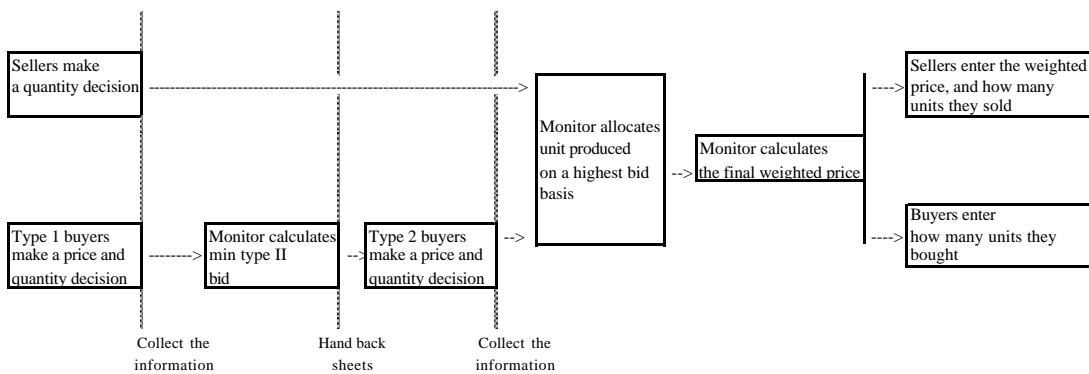 Sellers make
a quantity decision
Type 1 buyers
make a price and
quantity decision
Monitor calculates
min type II
bid
Type 2 buyers
make a price and
quantity decision
Monitor allocates
unit produced
on a highest bid
basis
Monitor calculates
the final weighted price
Sellers enter the weighted
price, and how many
units they sold
Buyers enter
how many units they
bought
Collect the
information
Hand back
sheets
Collect the
information